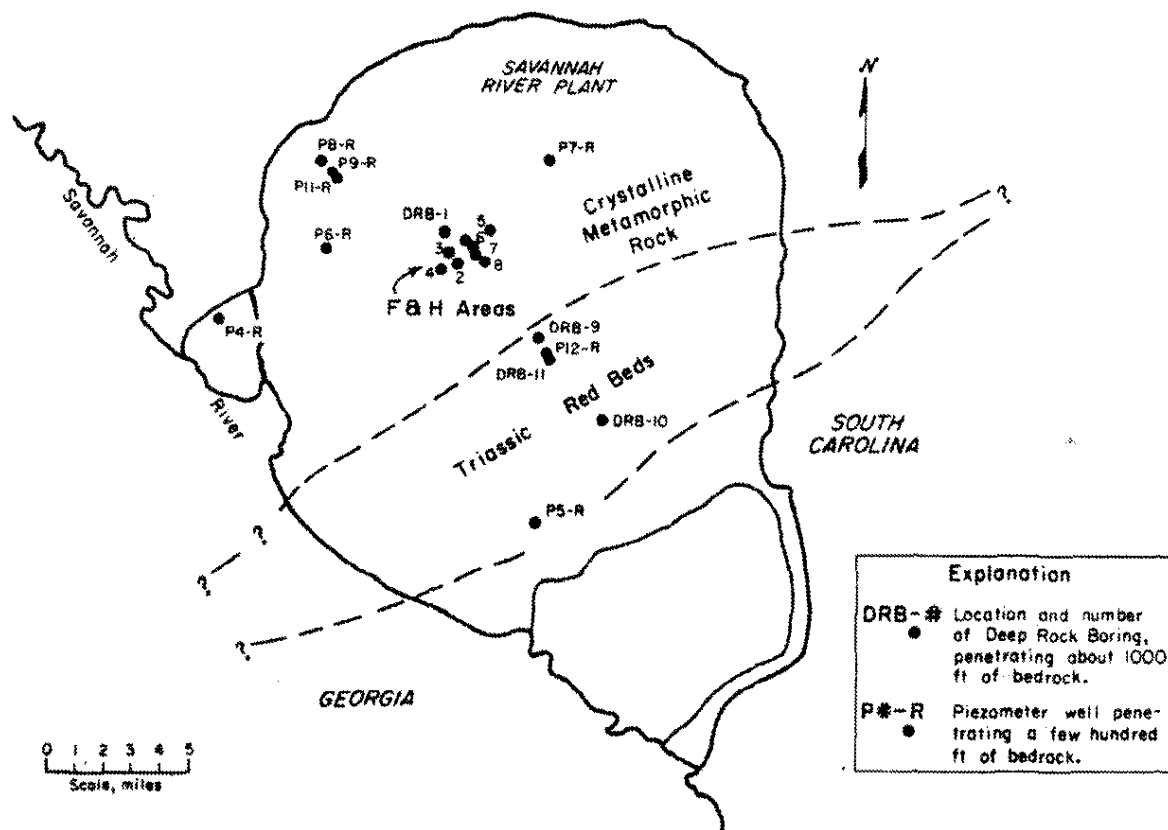 SAVANNAH
RIVER PLANT
N
P8-R
P9-R
P11-R
P7-R
Savannah
River
Crystalline
Metamorphic
Rock
?
DRB-1
5
6
3
7
4
2
8
P6-R
F & H Areas
P4-R
DRB-9
P12-R
DRB-11
Triassic Red Beds
DRB-10
SOUTH
CAROLINA
P5-R
?
?
?
GEORGIA
0 1 2 3 4 5
Scale, miles
Explanation
DRB-# Location and number
of Deep Rock Boring,
penetrating about 1000
ft of bedrock.
P#-R Piezometer well pene-
trating a few hundred
ft of bedrock.